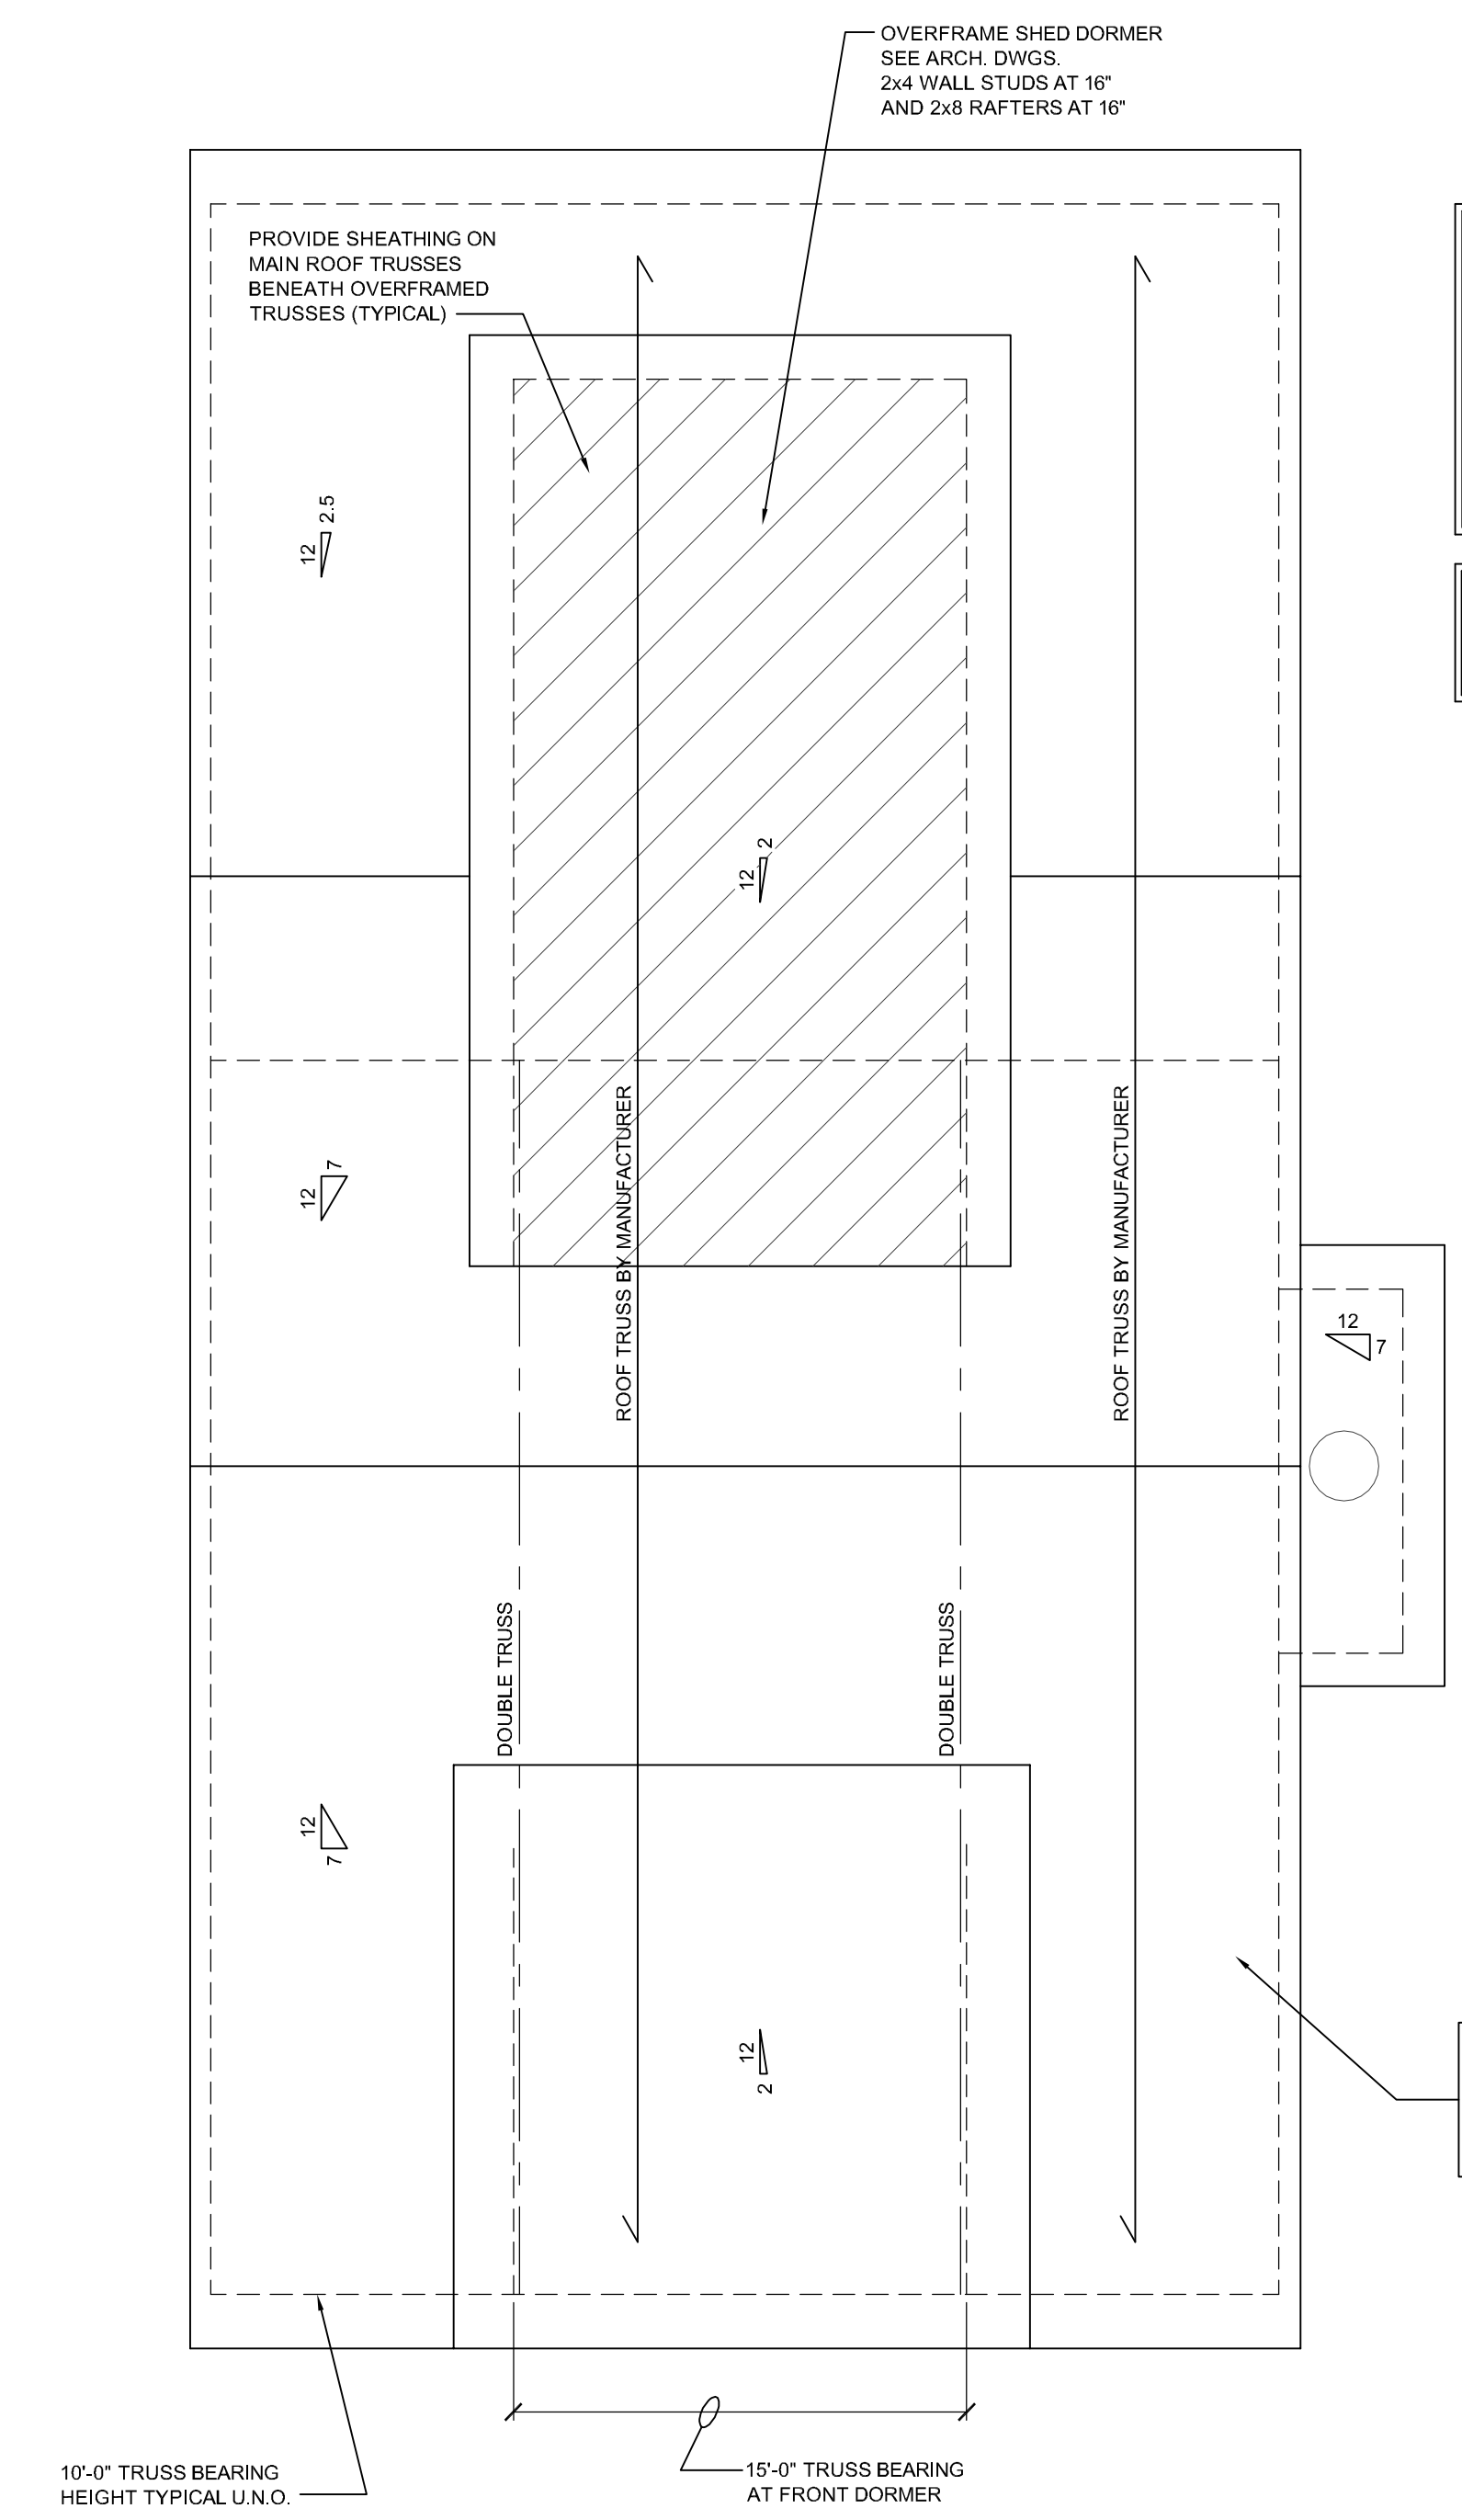 OVERFRAME SHED DORMER
SEE ARCH. DWGS.
2x4 WALL STUDS AT 16"
AND 2x8 RAFTERS AT 16"
PROVIDE SHEATHING ON
MAIN ROOF TRUSSES
BENEATH OVERFRAMED
TRUSSES (TYPICAL)
12
2.5
12
2
12
7
ROOF TRUSS BY MANUFACTURER
ROOF TRUSS BY MANUFACTURER
12
7
DOUBLE TRUSS
DOUBLE TRUSS
12
7
12
2
10'-0" TRUSS BEARING
HEIGHT TYPICAL U.N.O.
15'-0" TRUSS BEARING
AT FRONT DORMER